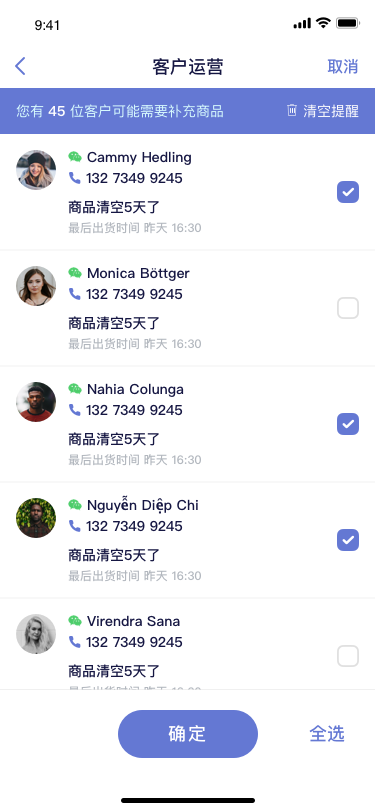 9:41
客户运营
取消
您有 45 位客户可能需要补充商品
清空提醒
Cammy Hedling
132 7349 9245
商品清空5天了
最后出货时间 昨天 16:30
Monica Böttger
132 7349 9245
商品清空5天了
最后出货时间 昨天 16:30
Nahia Colunga
132 7349 9245
商品清空5天了
最后出货时间 昨天 16:30
Nguyễn Diệp Chi
132 7349 9245
商品清空5天了
最后出货时间 昨天 16:30
Virendra Sana
132 7349 9245
商品清空5天了
确定
全选